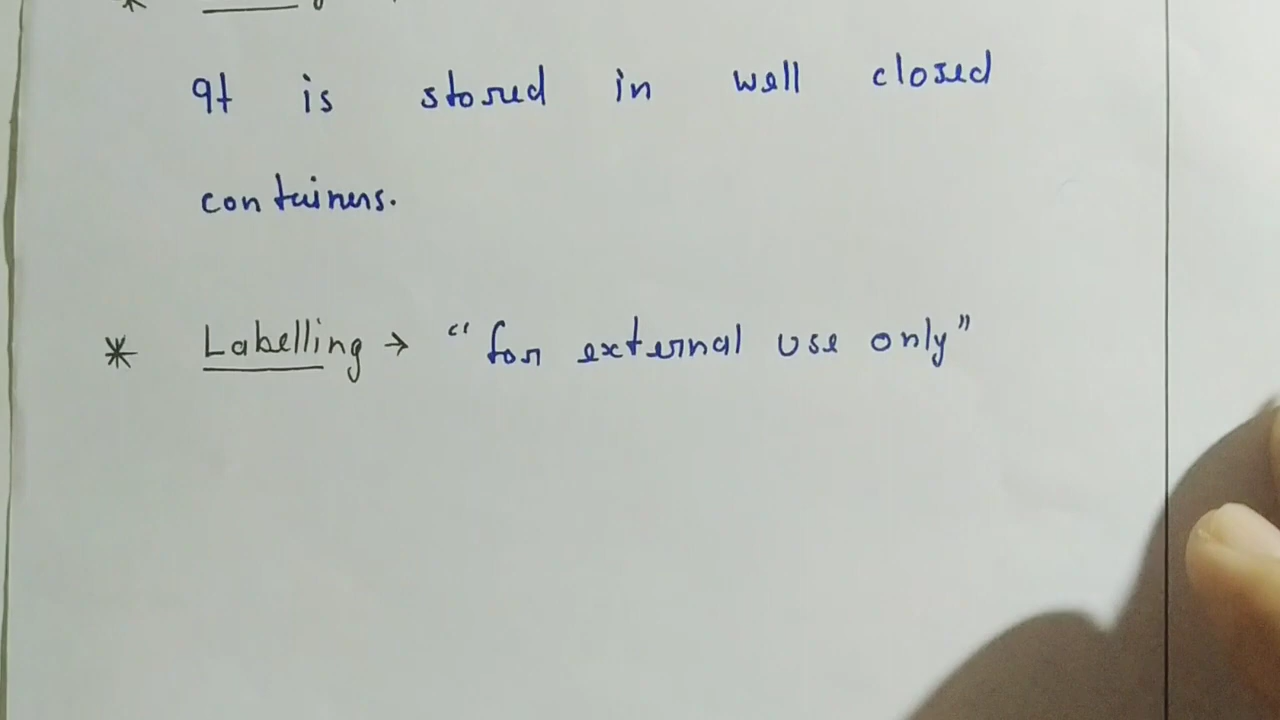 It is stored in well closed
containers.
* Labelling → "for external use only"